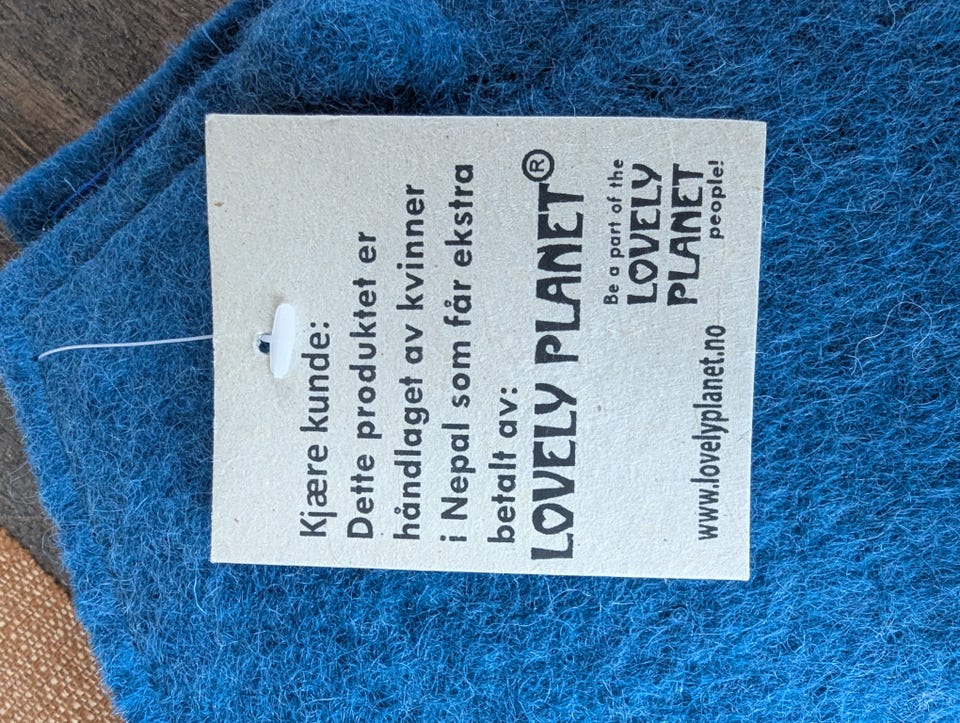 Kjære kunde:
Dette produktet er
håndlaget av kvinner
i Nepal som får ekstra
betalt av:
LOVELY PLANET®
Be a part of the
LOVELY
PLANET
people!
www.lovelyplanet.no